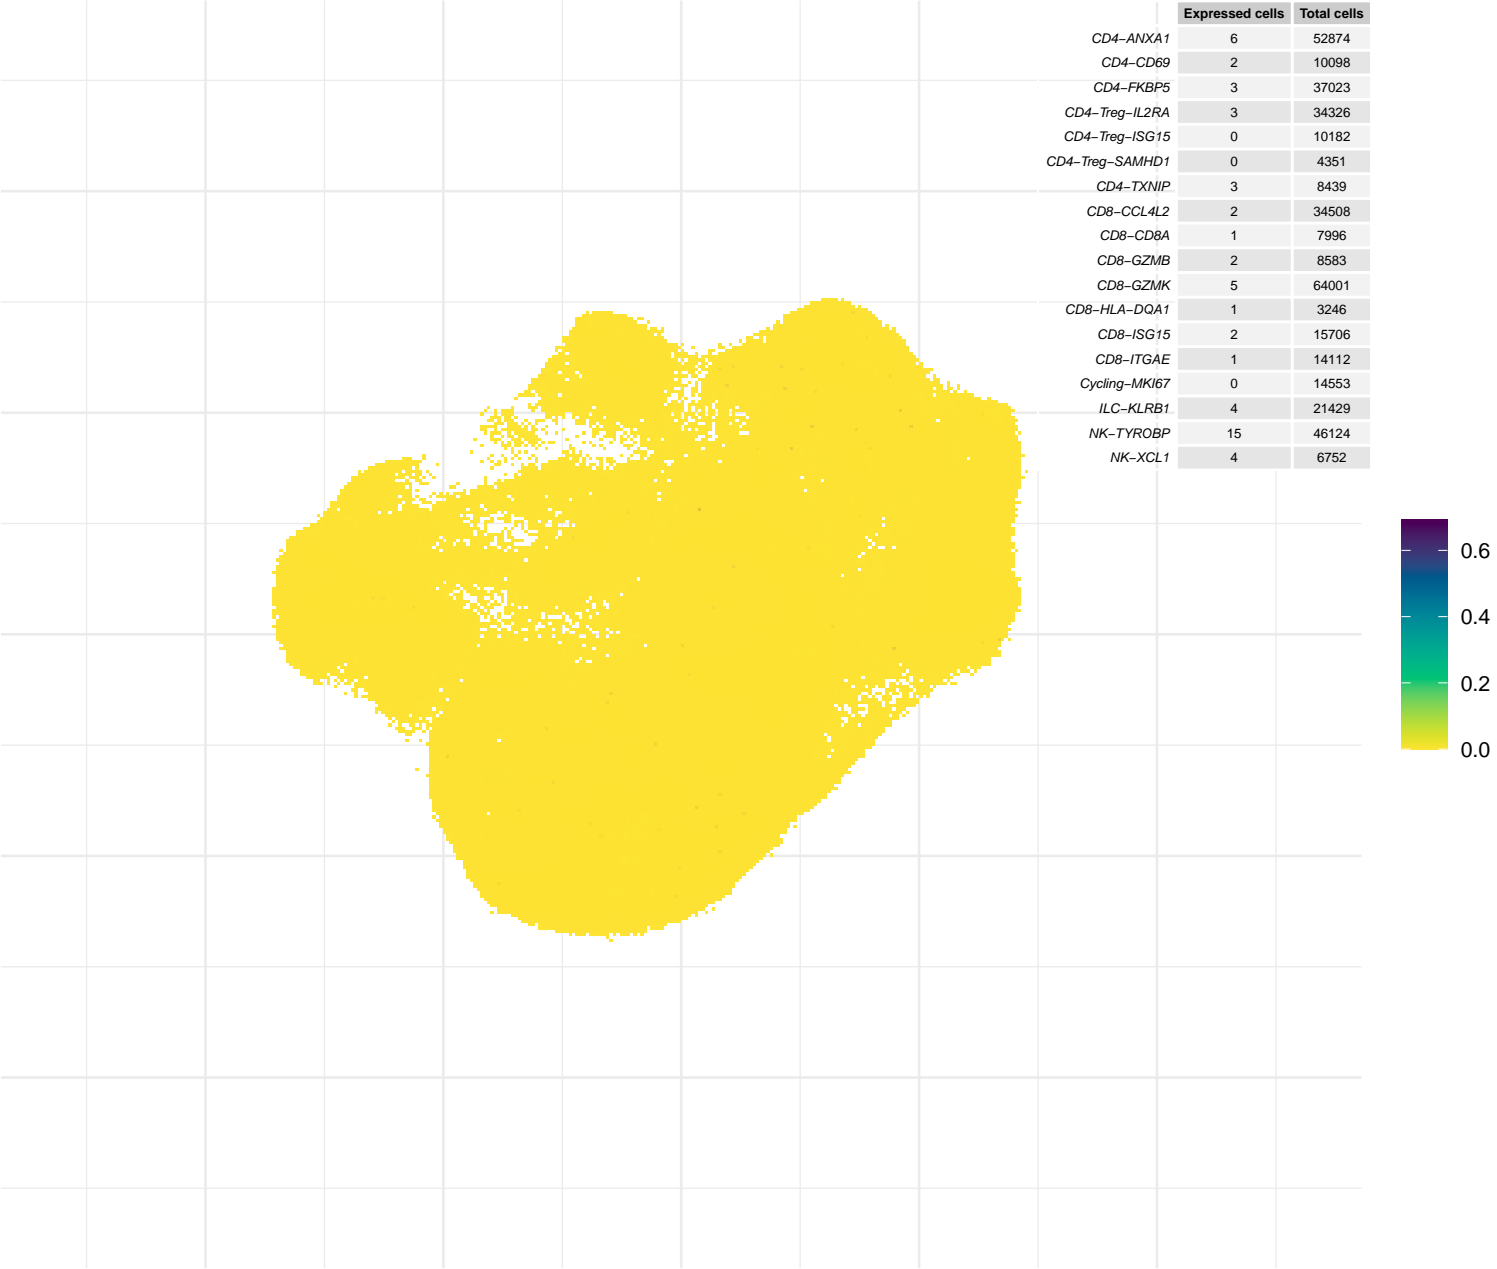 Expressed cells Total cells
CD4−ANXA1 6 52874
CD4−CD69 2 10098
CD4−FKBP5 3 37023
CD4−Treg−IL2RA 3 34326
CD4−Treg−ISG15 0 10182
CD4−Treg−SAMHD1 0 4351
CD4−TXNIP 3 8439
CD8−CCL4L2 2 34508
CD8−CD8A 1 7996
CD8−GZMB 2 8583
CD8−GZMK 5 64001
CD8−HLA−DQA1 1 3246
CD8−ISG15 2 15706
CD8−ITGAE 1 14112
Cycling−MKI67 0 14553
ILC−KLRB1 4 21429
NK−TYROBP 15 46124
NK−XCL1 4 6752
0.6
0.4
0.2
0.0